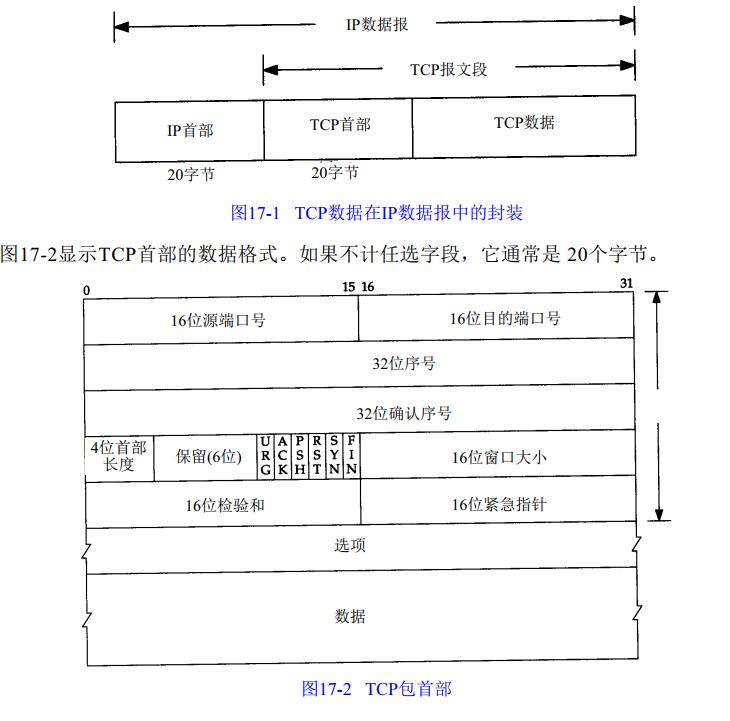 IP数据报
TCP报文段
IP首部 TCP首部 TCP数据
20字节 20字节
图17-1 TCP数据在IP数据报中的封装
图17-2显示TCP首部的数据格式。如果不计任选字段，它通常是 20个字节。
0 15 16 31
16位源端口号 16位目的端口号
32位序号
32位确认序号
4位首部长度 保留(6位) URG ACK PSH RST SYN FIN 16位窗口大小
16位检验和 16位紧急指针
选项
数据
图17-2 TCP包首部